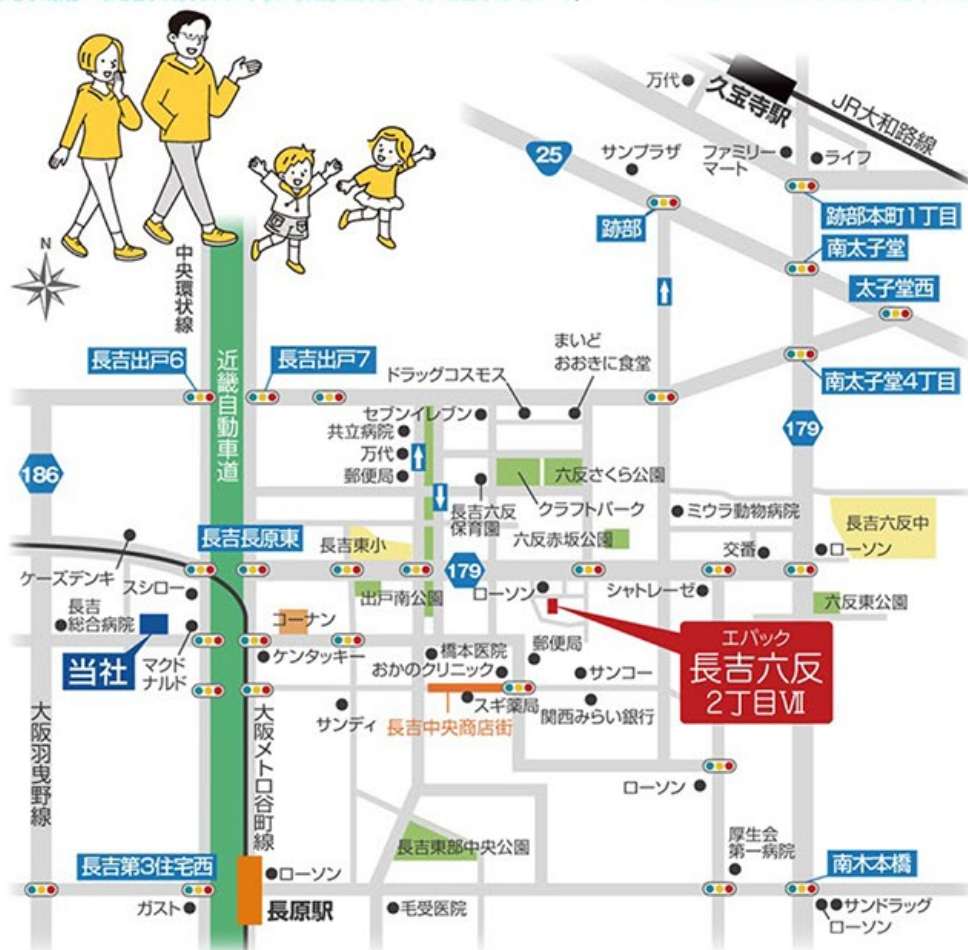 万代
久宝寺駅
JR大和路線
25
サンプラザ
ファミリー
マート
ライフ
跡部
跡部本町1丁目
南太子堂
太子堂西
N
中央環状線
近畿自動車道
長吉出戸6
長吉出戸7
まいど
おおきに食堂
ドラッグコスモス
南太子堂4丁目
セブンイレブン
共立病院
万代
郵便局
179
186
六反さくら公園
クラフトパーク
長吉六反
保育園
ミウラ動物病院
長吉六反中
長吉長原東
長吉東小
六反赤坂公園
交番
ローソン
ケーズデンキ
179
スシロー
出戸南公園
ローソン
シャトレーゼ
六反東公園
長吉
総合病院
コーナン
エパック
長吉六反
2丁目Ⅶ
当社
マクド
ナルド
ケンタッキー
橋本医院
おかのクリニック
郵便局
サンコー
サンディ
スギ薬局
関西みらい銀行
長吉中央商店街
大阪羽曳野線
大阪メトロ谷町線
ローソン
長吉東部中央公園
厚生会
第一病院
長吉第3住宅西
ローソン
南木本橋
ガスト
長原駅
毛受医院
サンドラッグ
ローソン